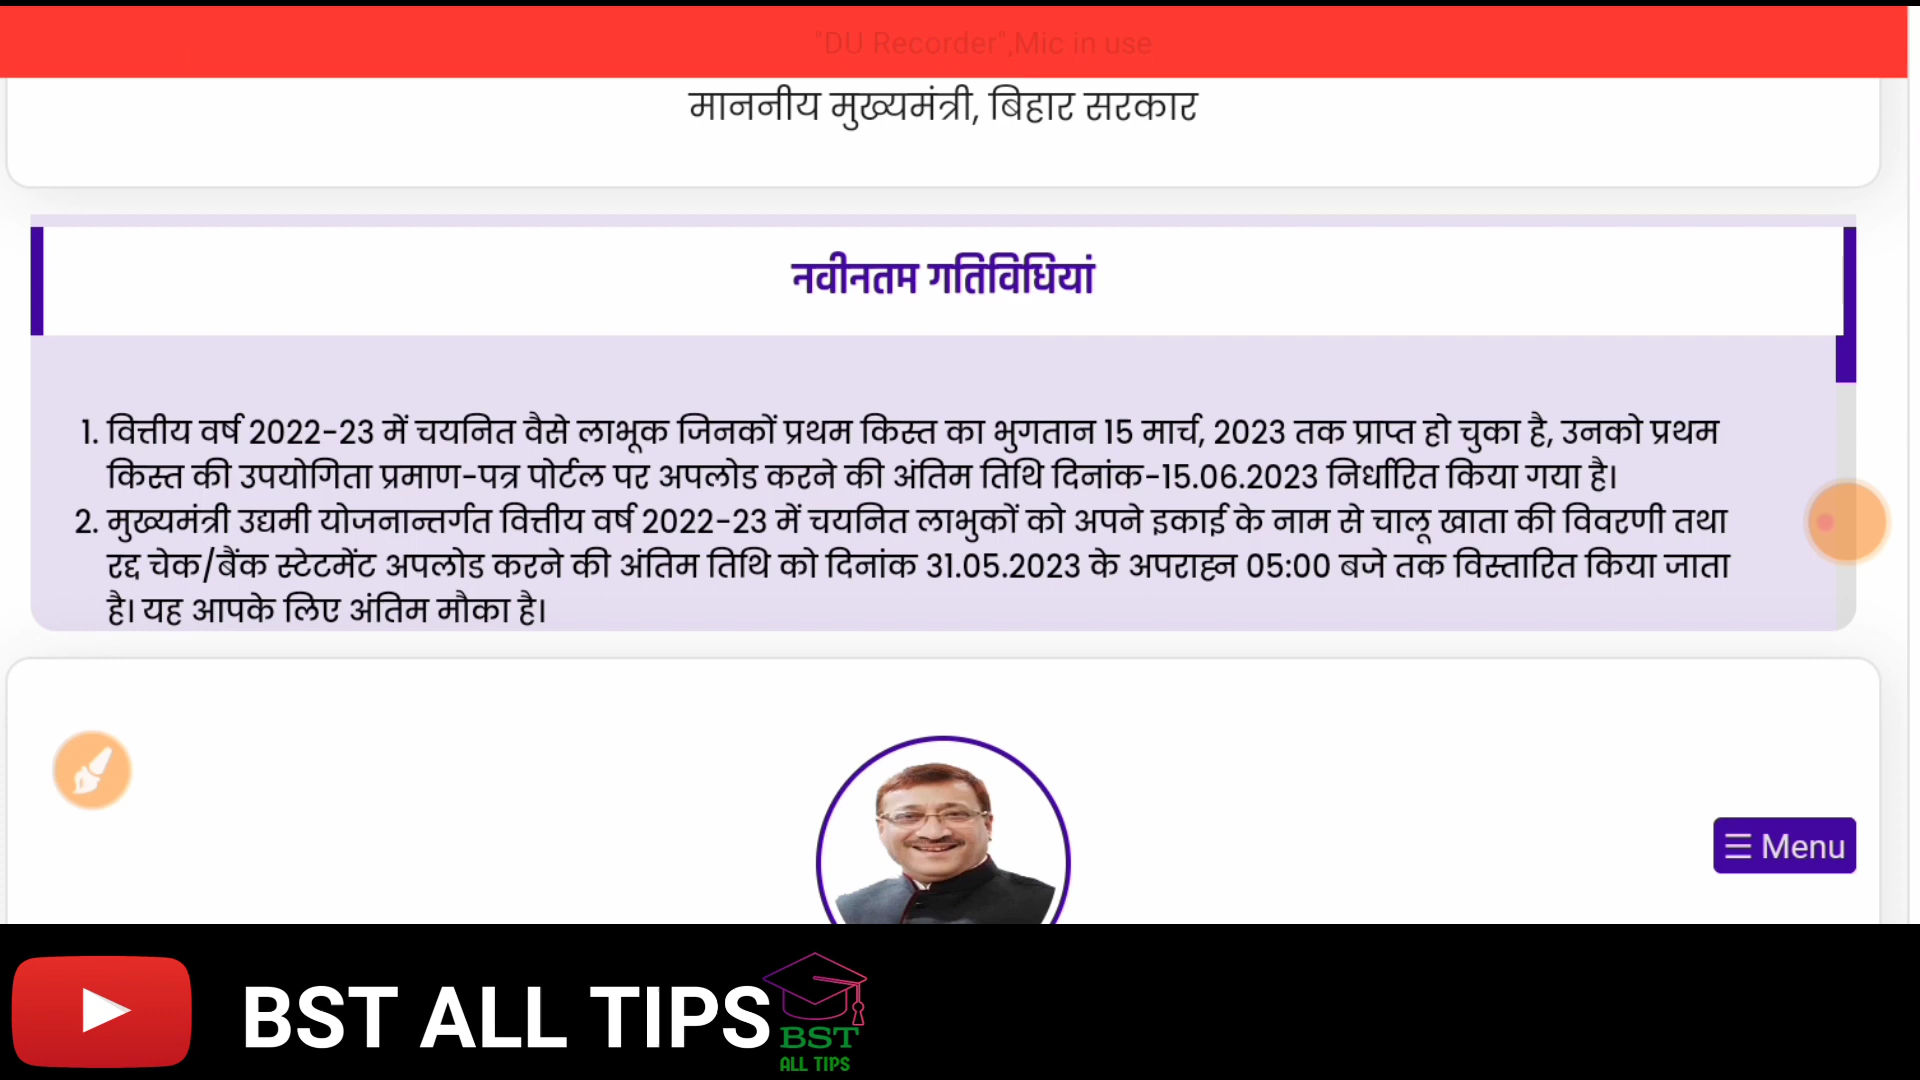 "DU Recorder",Mic in use
माननीय मुख्यमंत्री, बिहार सरकार
नवीनतम गतिविधियां
1. वित्तीय वर्ष 2022-23 में चयनित वैसे लाभूक जिनकों प्रथम किस्त का भुगतान 15 मार्च, 2023 तक प्राप्त हो चुका है, उनको प्रथम
किस्त की उपयोगिता प्रमाण-पत्र पोर्टल पर अपलोड करने की अंतिम तिथि दिनांक-15.06.2023 निर्धारित किया गया है।
2. मुख्यमंत्री उद्यमी योजनान्तर्गत वित्तीय वर्ष 2022-23 में चयनित लाभुकों को अपने इकाई के नाम से चालू खाता की विवरणी तथा
रद्द चेक/बैंक स्टेटमेंट अपलोड करने की अंतिम तिथि को दिनांक 31.05.2023 के अपराह्न 05:00 बजे तक विस्तारित किया जाता
है। यह आपके लिए अंतिम मौका है।
☰ Menu
BST ALL TIPS
BST
ALL TIPS